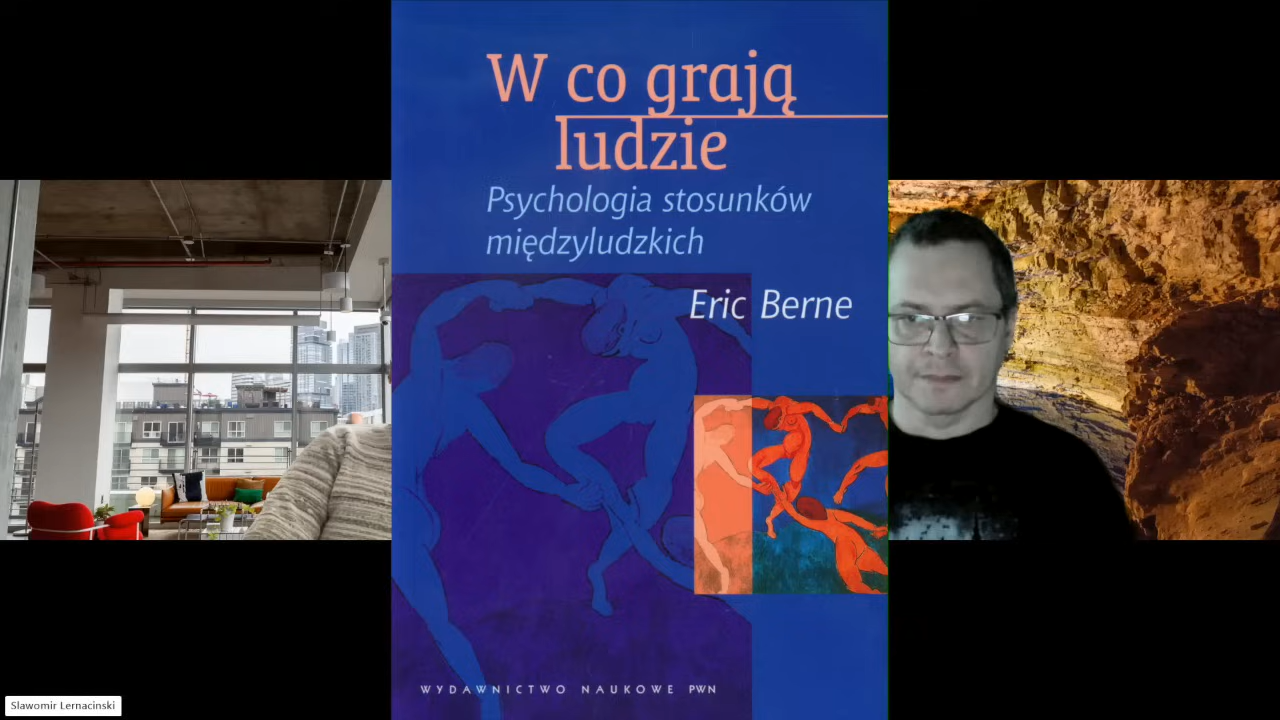 W co grają
ludzie
Psychologia stosunków
międzyludzkich
Eric Berne
WYDAWNICTWO NAUKOWE PWN
Slawomir Lernacinski